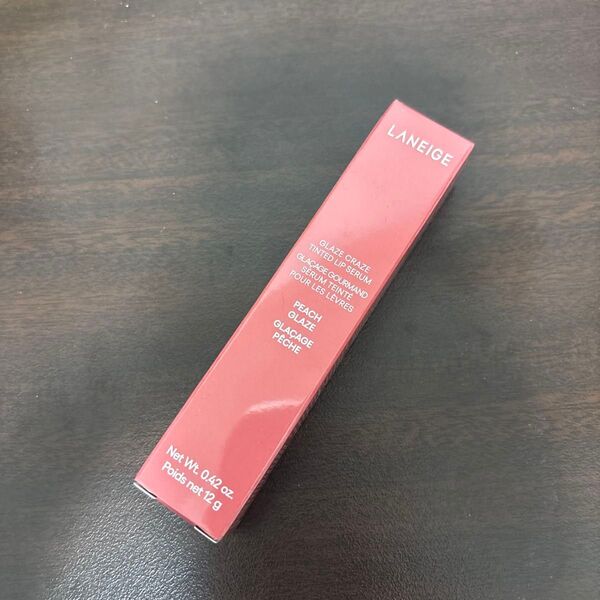 LANEIGE
GLAZE CRAZE
TINTED LIP SERUM
GLAÇAGE GOURMAND
SÉRUM TEINTÉ
POUR LES LÈVRES
PEACH
GLAZE
GLAÇAGE
PÊCHE
Net Wt. 0.42 oz.
Poids net 12 g